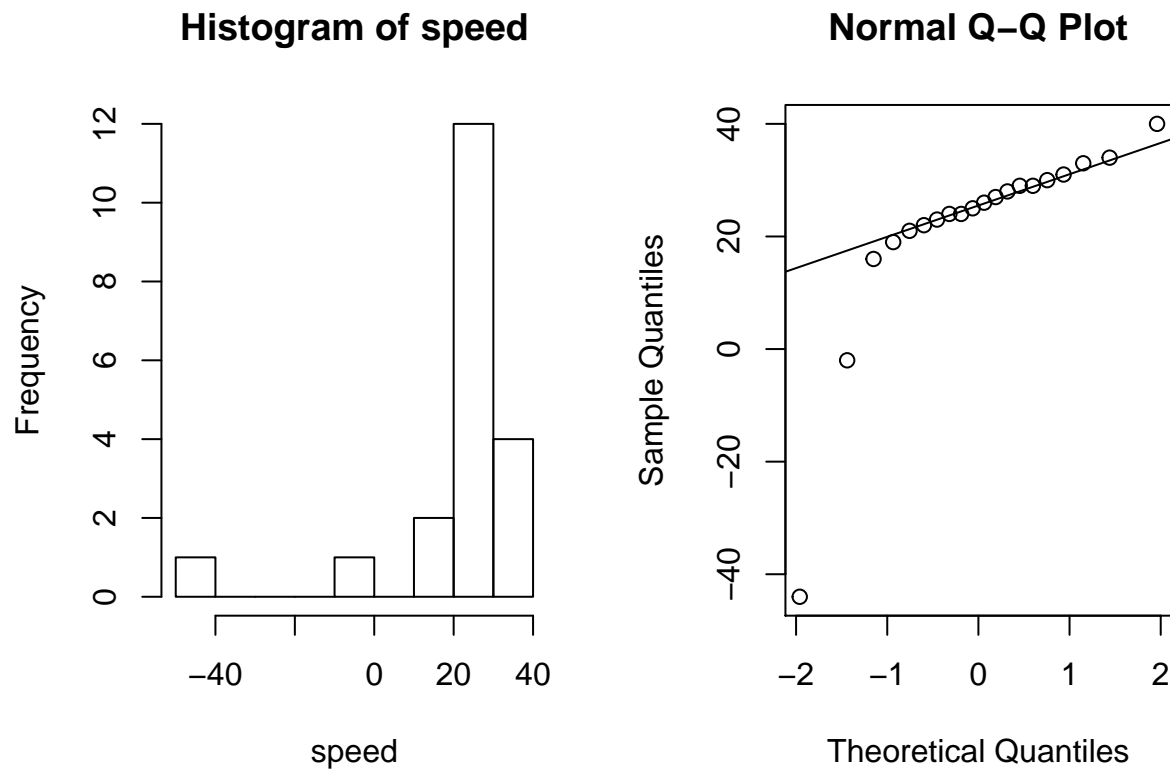 Histogram of speed
Frequency
0 2 4 6 8 10 12
−40 0 20 40
speed
Normal Q−Q Plot
Sample Quantiles
−40 −20 0 20 40
−2 −1 0 1 2
Theoretical Quantiles